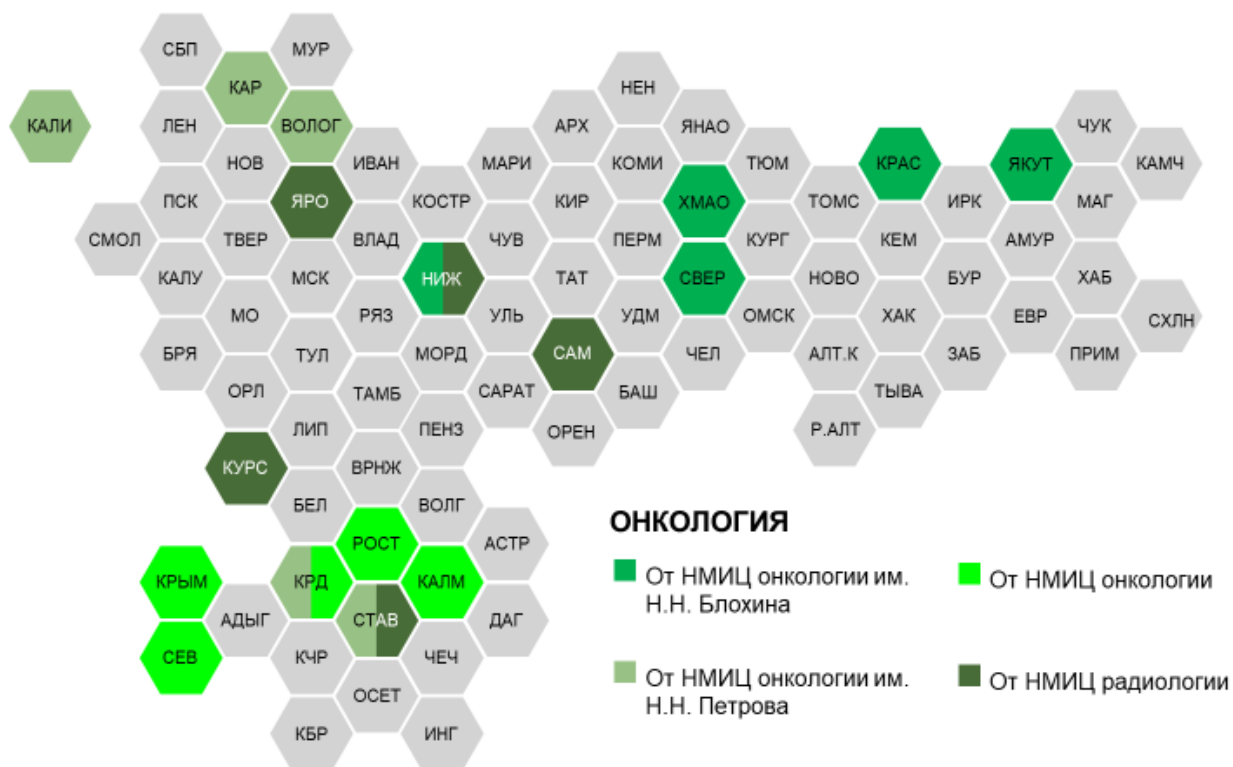 СБП
МУР
КАР
НЕН
КАЛИ
ЛЕН
ВОЛОГ
АРХ
ЯНАО
ЧУК
НОВ
ИВАН
МАРИ
КОМИ
ТЮМ
КРАС
ЯКУТ
КАМЧ
ПСК
ЯРО
КОСТР
КИР
ХМАО
ТОМС
ИРК
МАГ
СМОЛ
ТВЕР
ВЛАД
ЧУВ
ПЕРМ
КУРГ
КЕМ
АМУР
КАЛУ
МСК
НИЖ
ТАТ
СВЕР
НОВО
БУР
ХАБ
МО
РЯЗ
УЛЬ
УДМ
ОМСК
ХАК
ЕВР
СХЛН
БРЯ
ТУЛ
МОРД
САМ
ЧЕЛ
АЛТ.К
ЗАБ
ПРИМ
ОРЛ
ТАМБ
САРАТ
БАШ
ТЫВА
ЛИП
ПЕНЗ
ОРЕН
Р.АЛТ
КУРС
ВРНЖ
БЕЛ
ВОЛГ
РОСТ
АСТР
КРЫМ
КРД
КАЛМ
АДЫГ
СТАВ
ДАГ
СЕВ
КЧР
ЧЕЧ
ОСЕТ
КБР
ИНГ
ОНКОЛОГИЯ
От НМИЦ онкологии им.
Н.Н. Блохина
От НМИЦ онкологии
От НМИЦ онкологии им.
Н.Н. Петрова
От НМИЦ радиологии